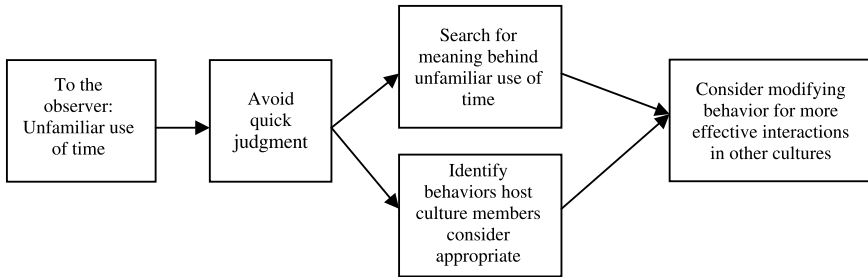 To the
observer:
Unfamiliar use
of time
Avoid
quick
judgment
Search for
meaning behind
unfamiliar use of
time
Identify
behaviors host
culture members
consider
appropriate
Consider modifying
behavior for more
effective interactions
in other cultures